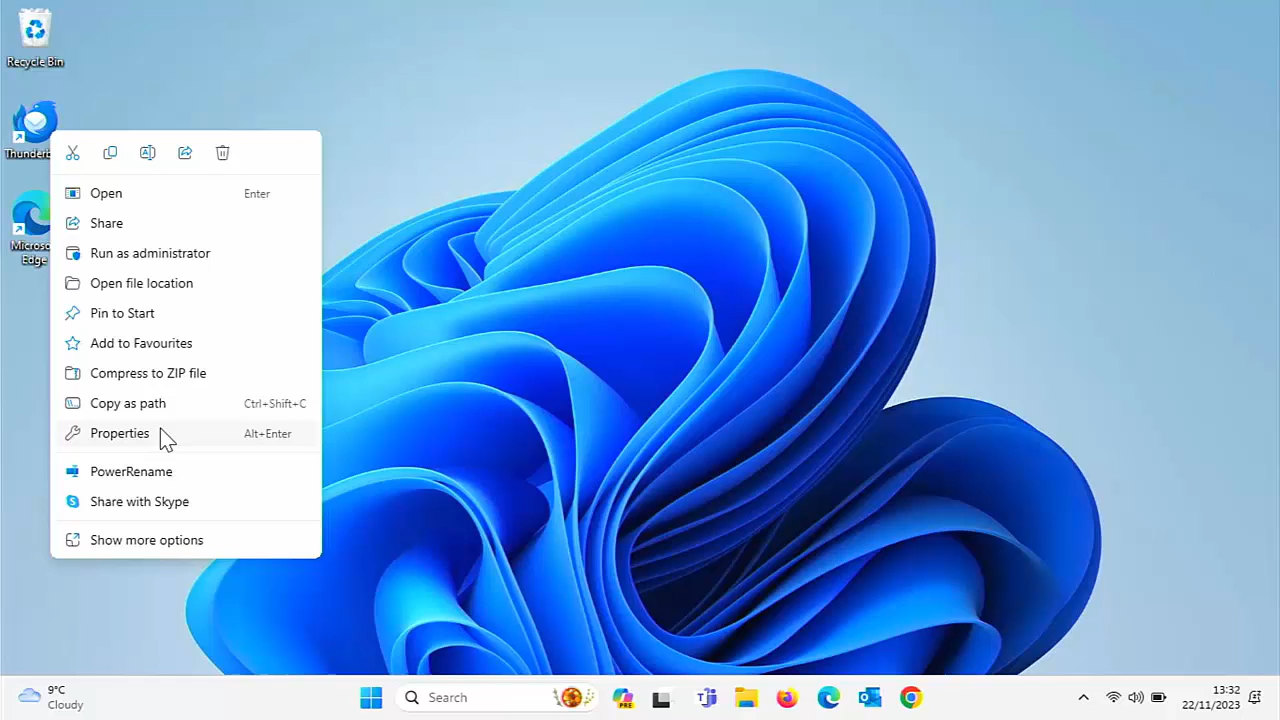 Recycle Bin
Thunderb
Microso
Edge
Open Enter
Share
Run as administrator
Open file location
Pin to Start
Add to Favourites
Compress to ZIP file
Copy as path Ctrl+Shift+C
Properties Alt+Enter
PowerRename
Share with Skype
Show more options
9°C
Cloudy
Search
PRE
13:32
22/11/2023